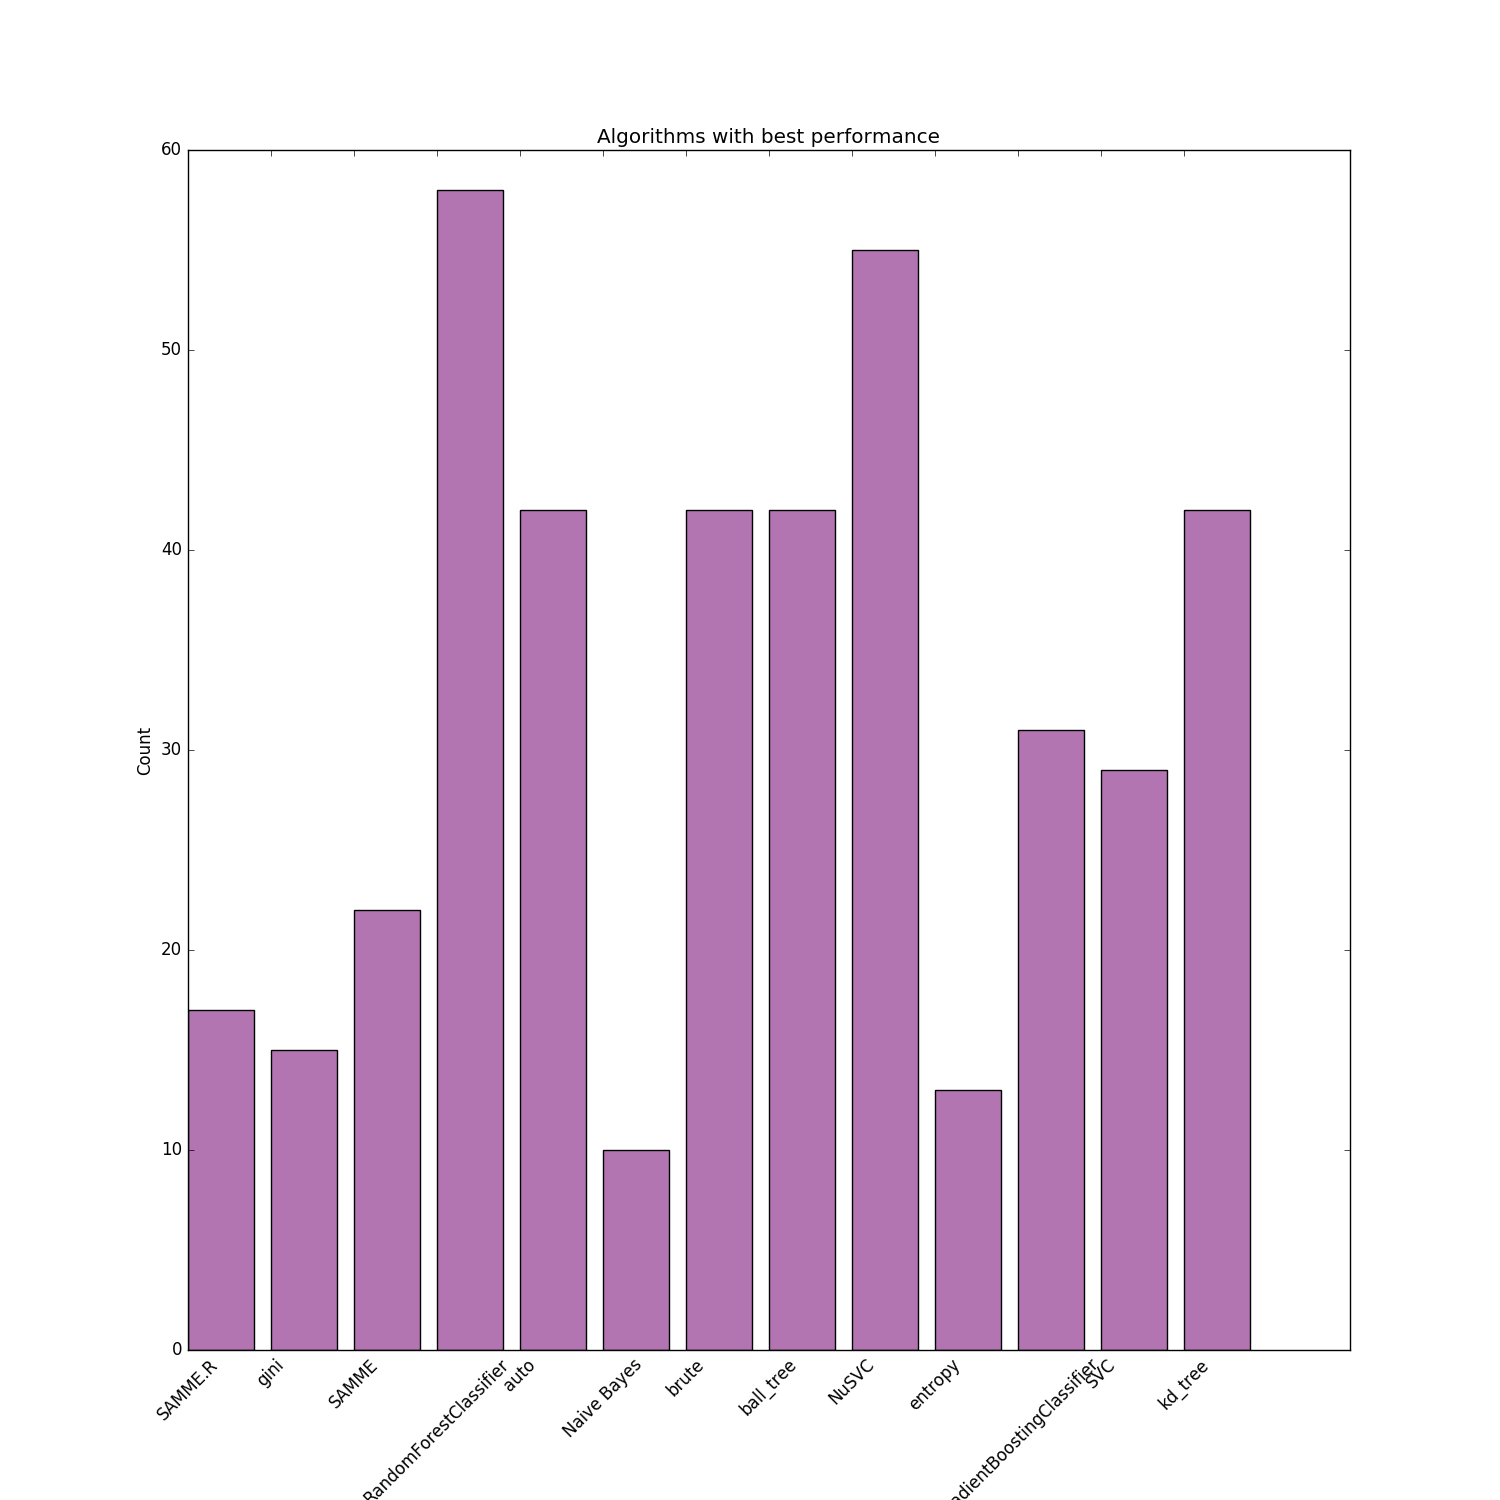 Algorithms with best performance
60
50
40
30
20
10
0
Count
SAMME.R
gini
SAMME
RandomForestClassifier
auto
Naive Bayes
brute
ball_tree
NuSVC
entropy
edientBoostingClassifier
SVC
kd_tree